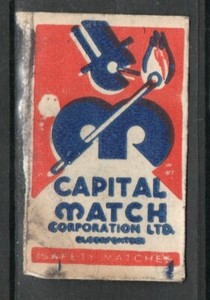 CAPITAL
MATCH
CORPORATION LTD.
SAFETY MATCHES